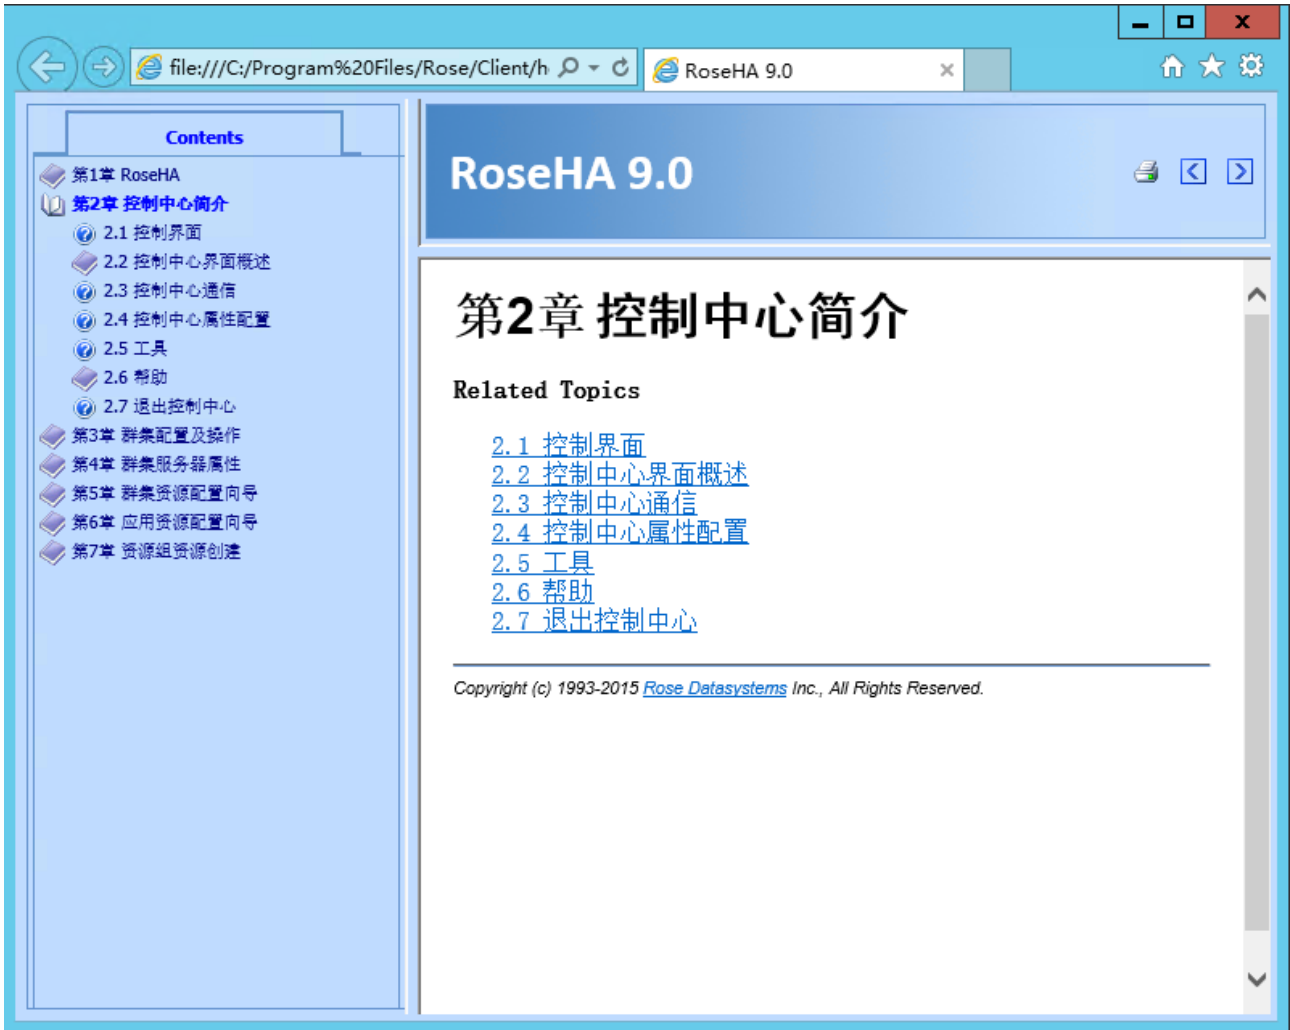 X
file:///C:/Program%20Files/Rose/Client/h
RoseHA 9.0
Contents
第1章 RoseHA
第2章 控制中心简介
2.1 控制界面
2.2 控制中心界面概述
2.3 控制中心通信
2.4 控制中心属性配置
2.5 工具
2.6 帮助
2.7 退出控制中心
第3章 群集配置及操作
第4章 群集服务器属性
第5章 群集资源配置向导
第6章 应用资源配置向导
第7章 资源组资源创建
RoseHA 9.0
第2章 控制中心简介
Related Topics
2.1 控制界面
2.2 控制中心界面概述
2.3 控制中心通信
2.4 控制中心属性配置
2.5 工具
2.6 帮助
2.7 退出控制中心
Copyright (c) 1993-2015 Rose Datasystems Inc., All Rights Reserved.